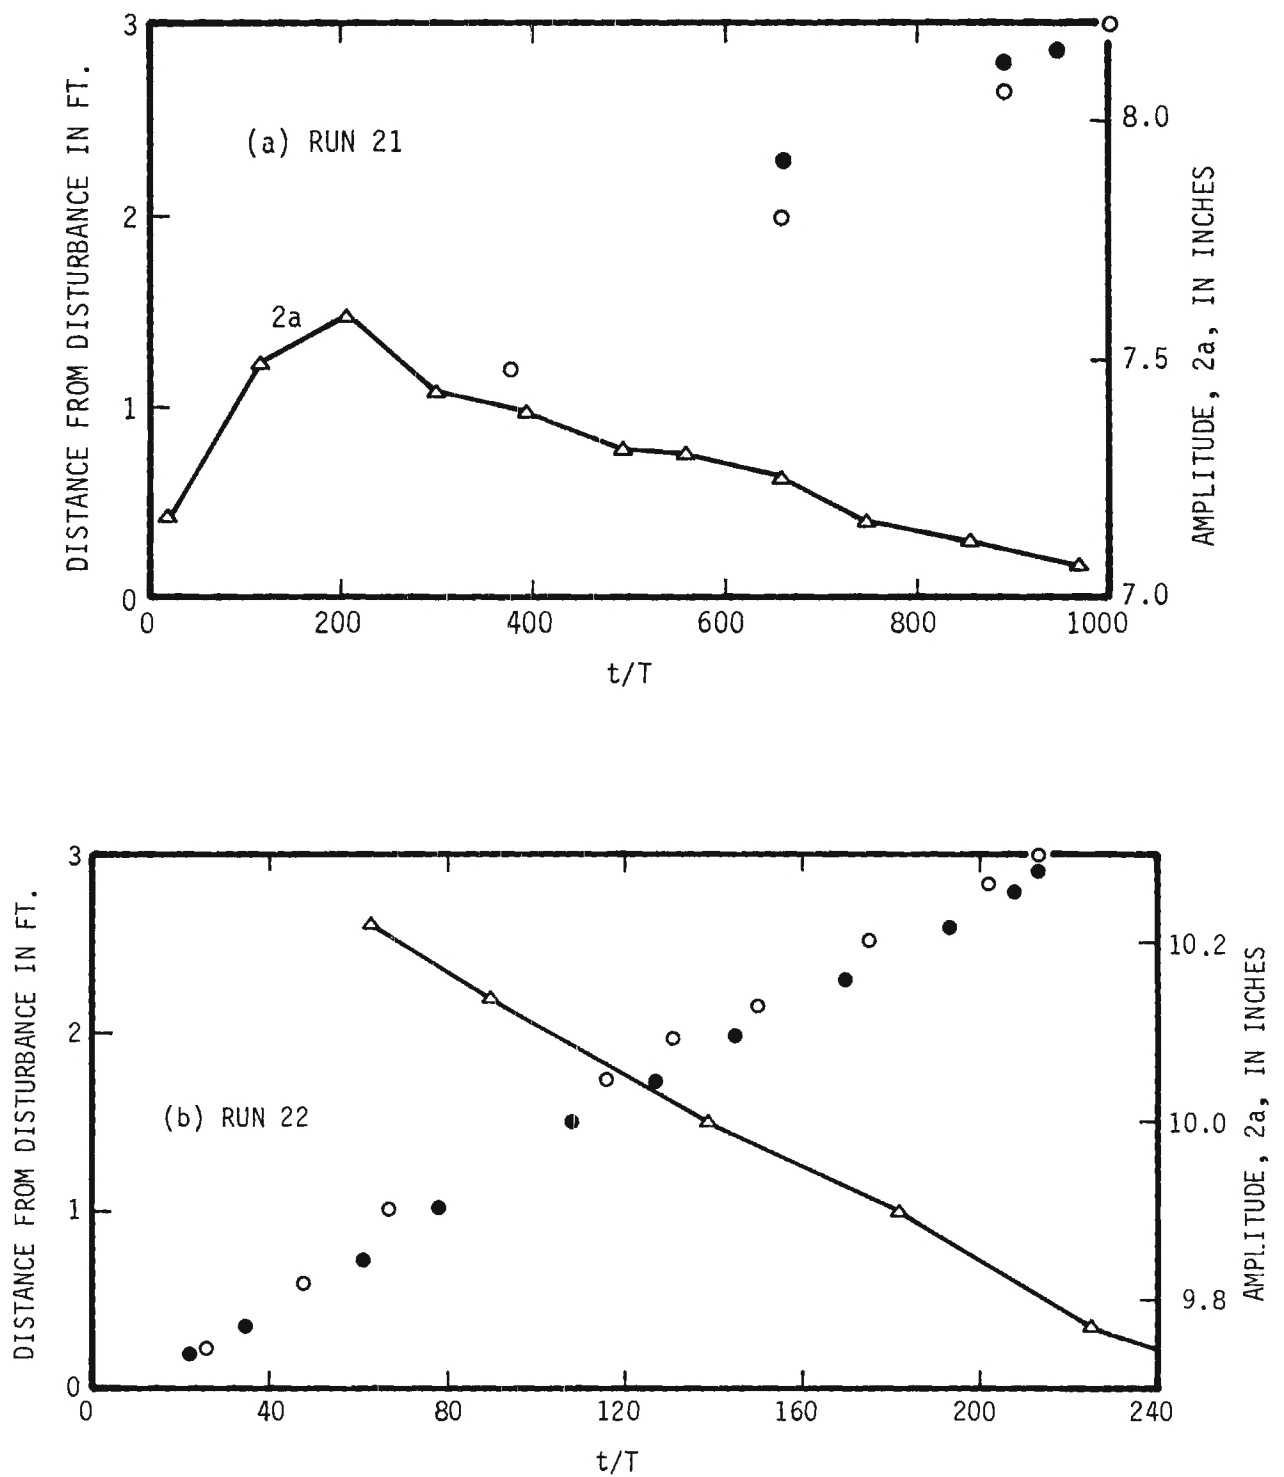 3
2
1
0
DISTANCE FROM DISTURBANCE IN FT.
(a) RUN 21
2a
8.0
7.5
7.0
AMPLITUDE, 2a, IN INCHES
0 200 400 600 800 1000
t/T
3
2
1
0
DISTANCE FROM DISTURBANCE IN FT.
(b) RUN 22
10.2
10.0
9.8
AMPLITUDE, 2a, IN INCHES
0 40 80 120 160 200 240
t/T